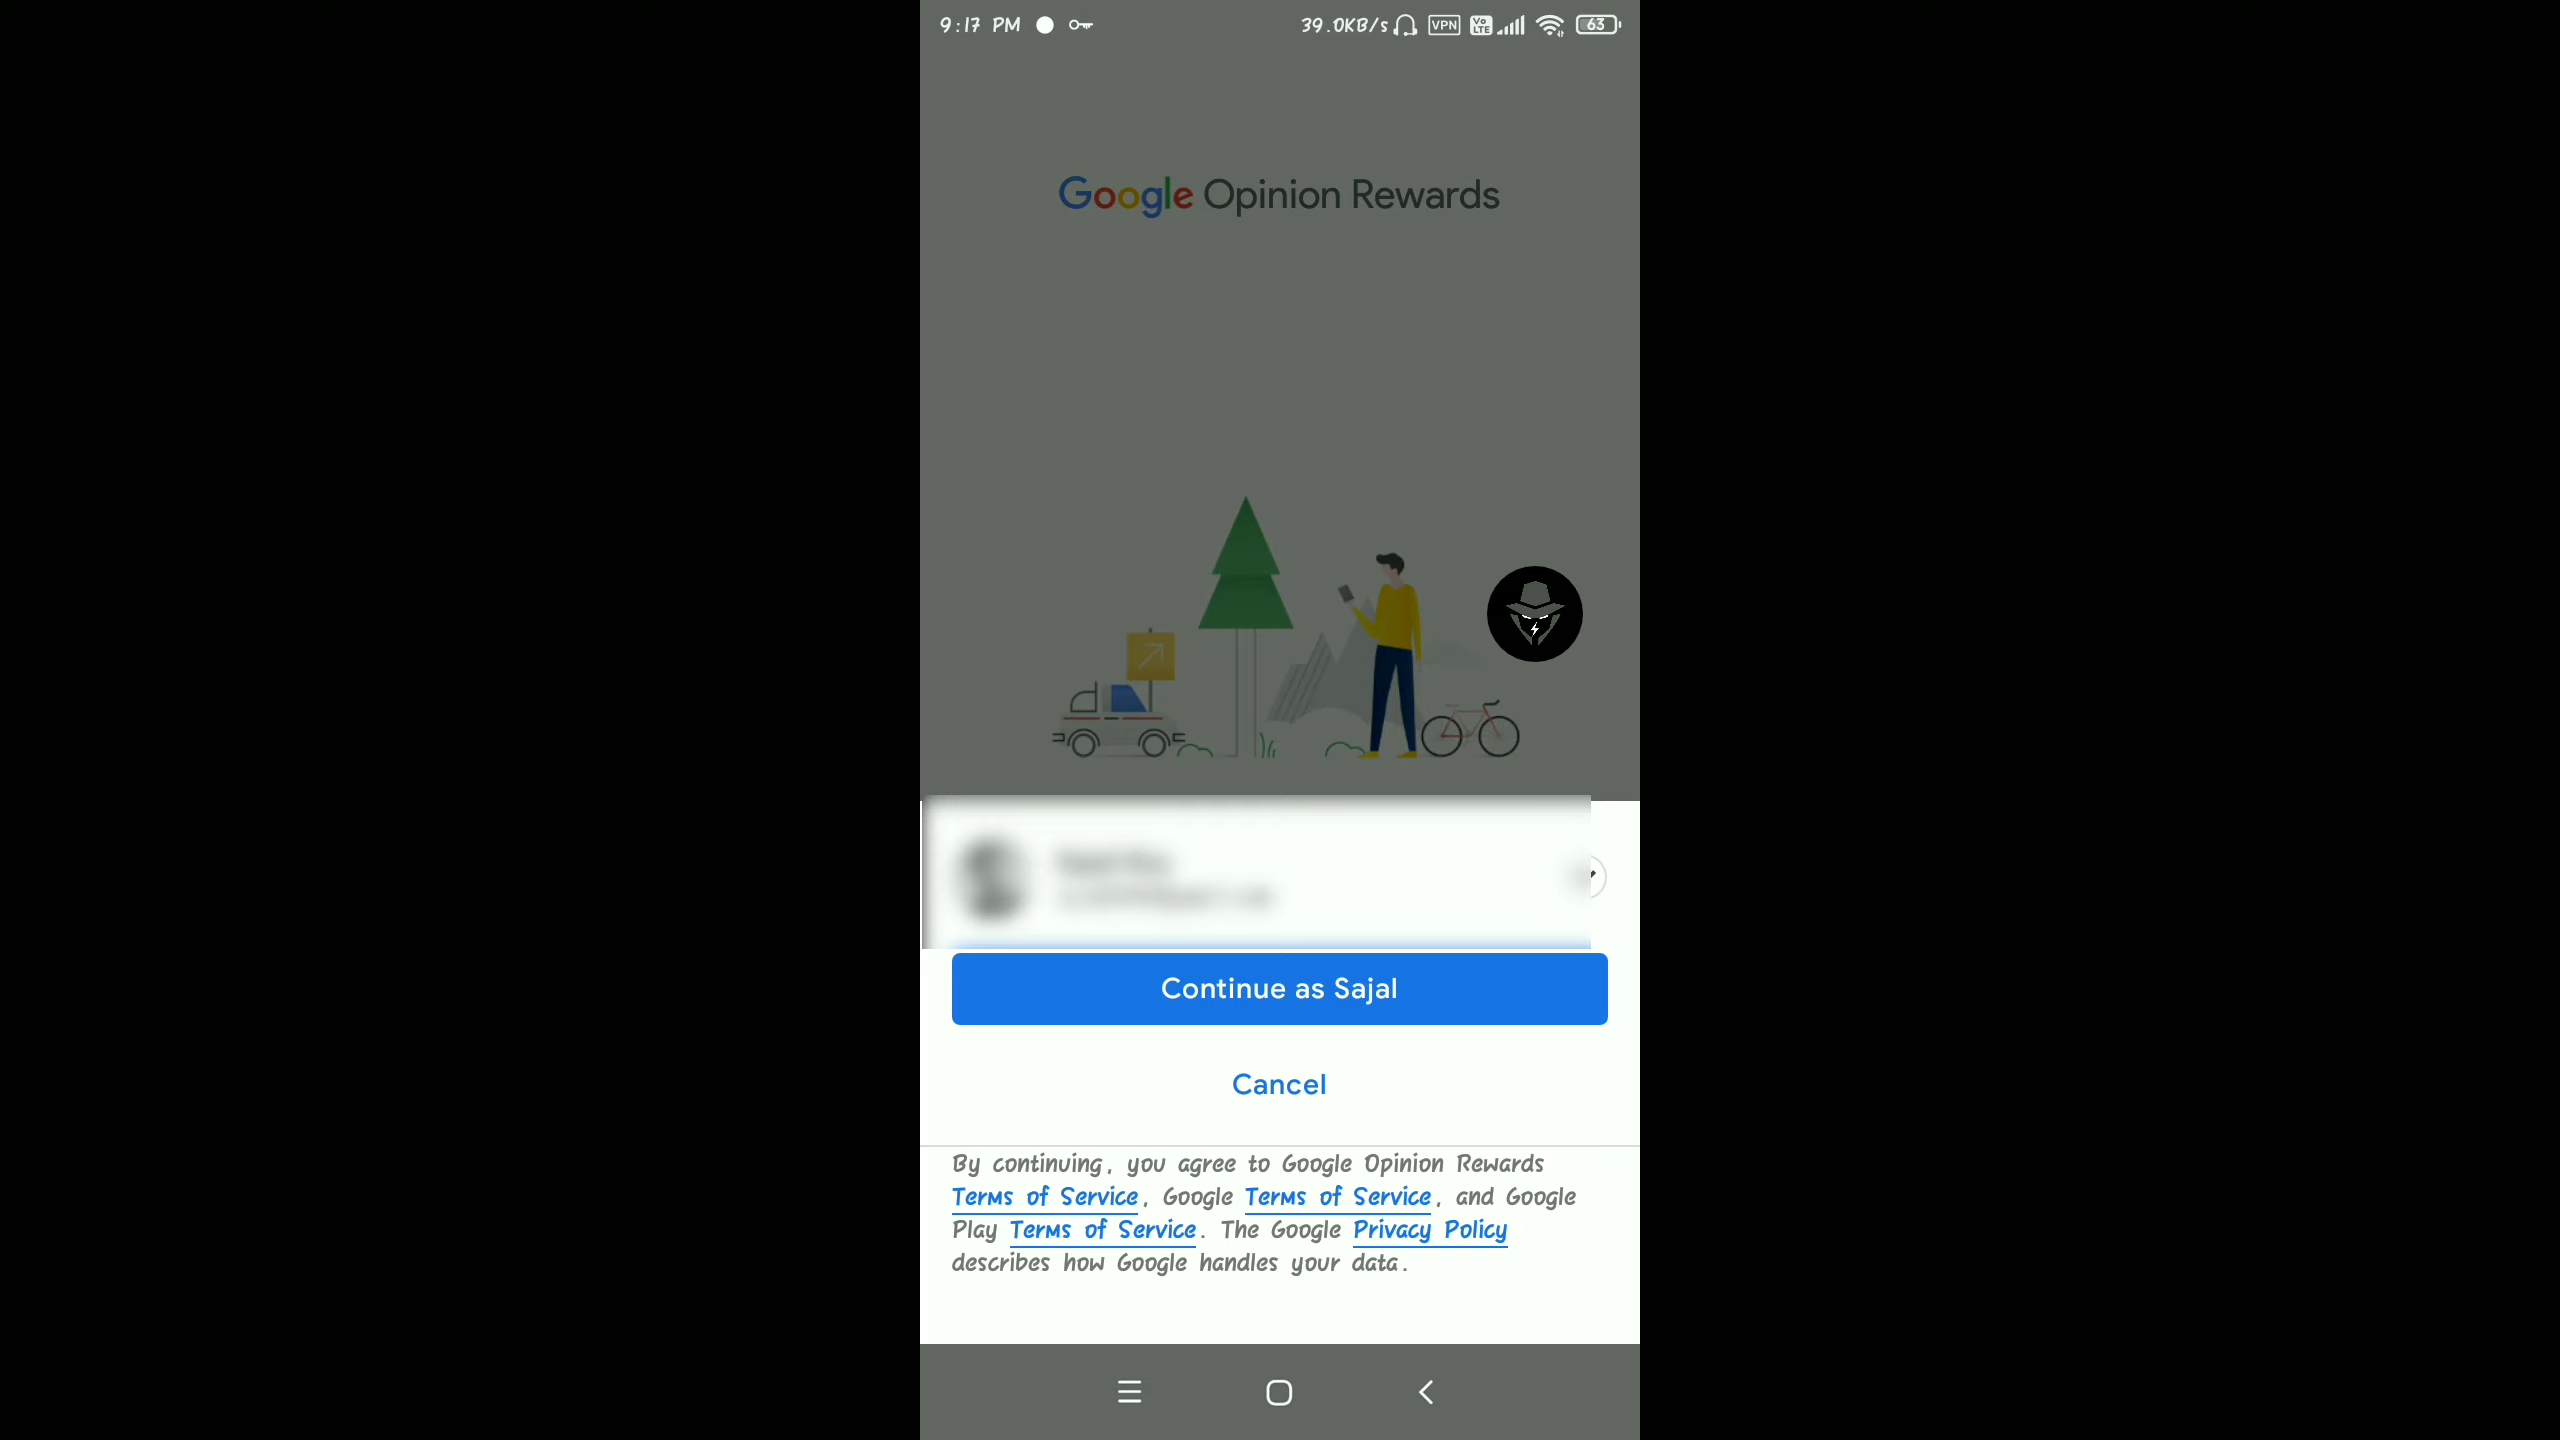 9:17 PM 39.0KB/s VPN Vo LTE 63
Google Opinion Rewards
Continue as Sajal
Cancel
By continuing, you agree to Google Opinion Rewards
Terms of Service, Google Terms of Service, and Google
Play Terms of Service. The Google Privacy Policy
describes how Google handles your data.